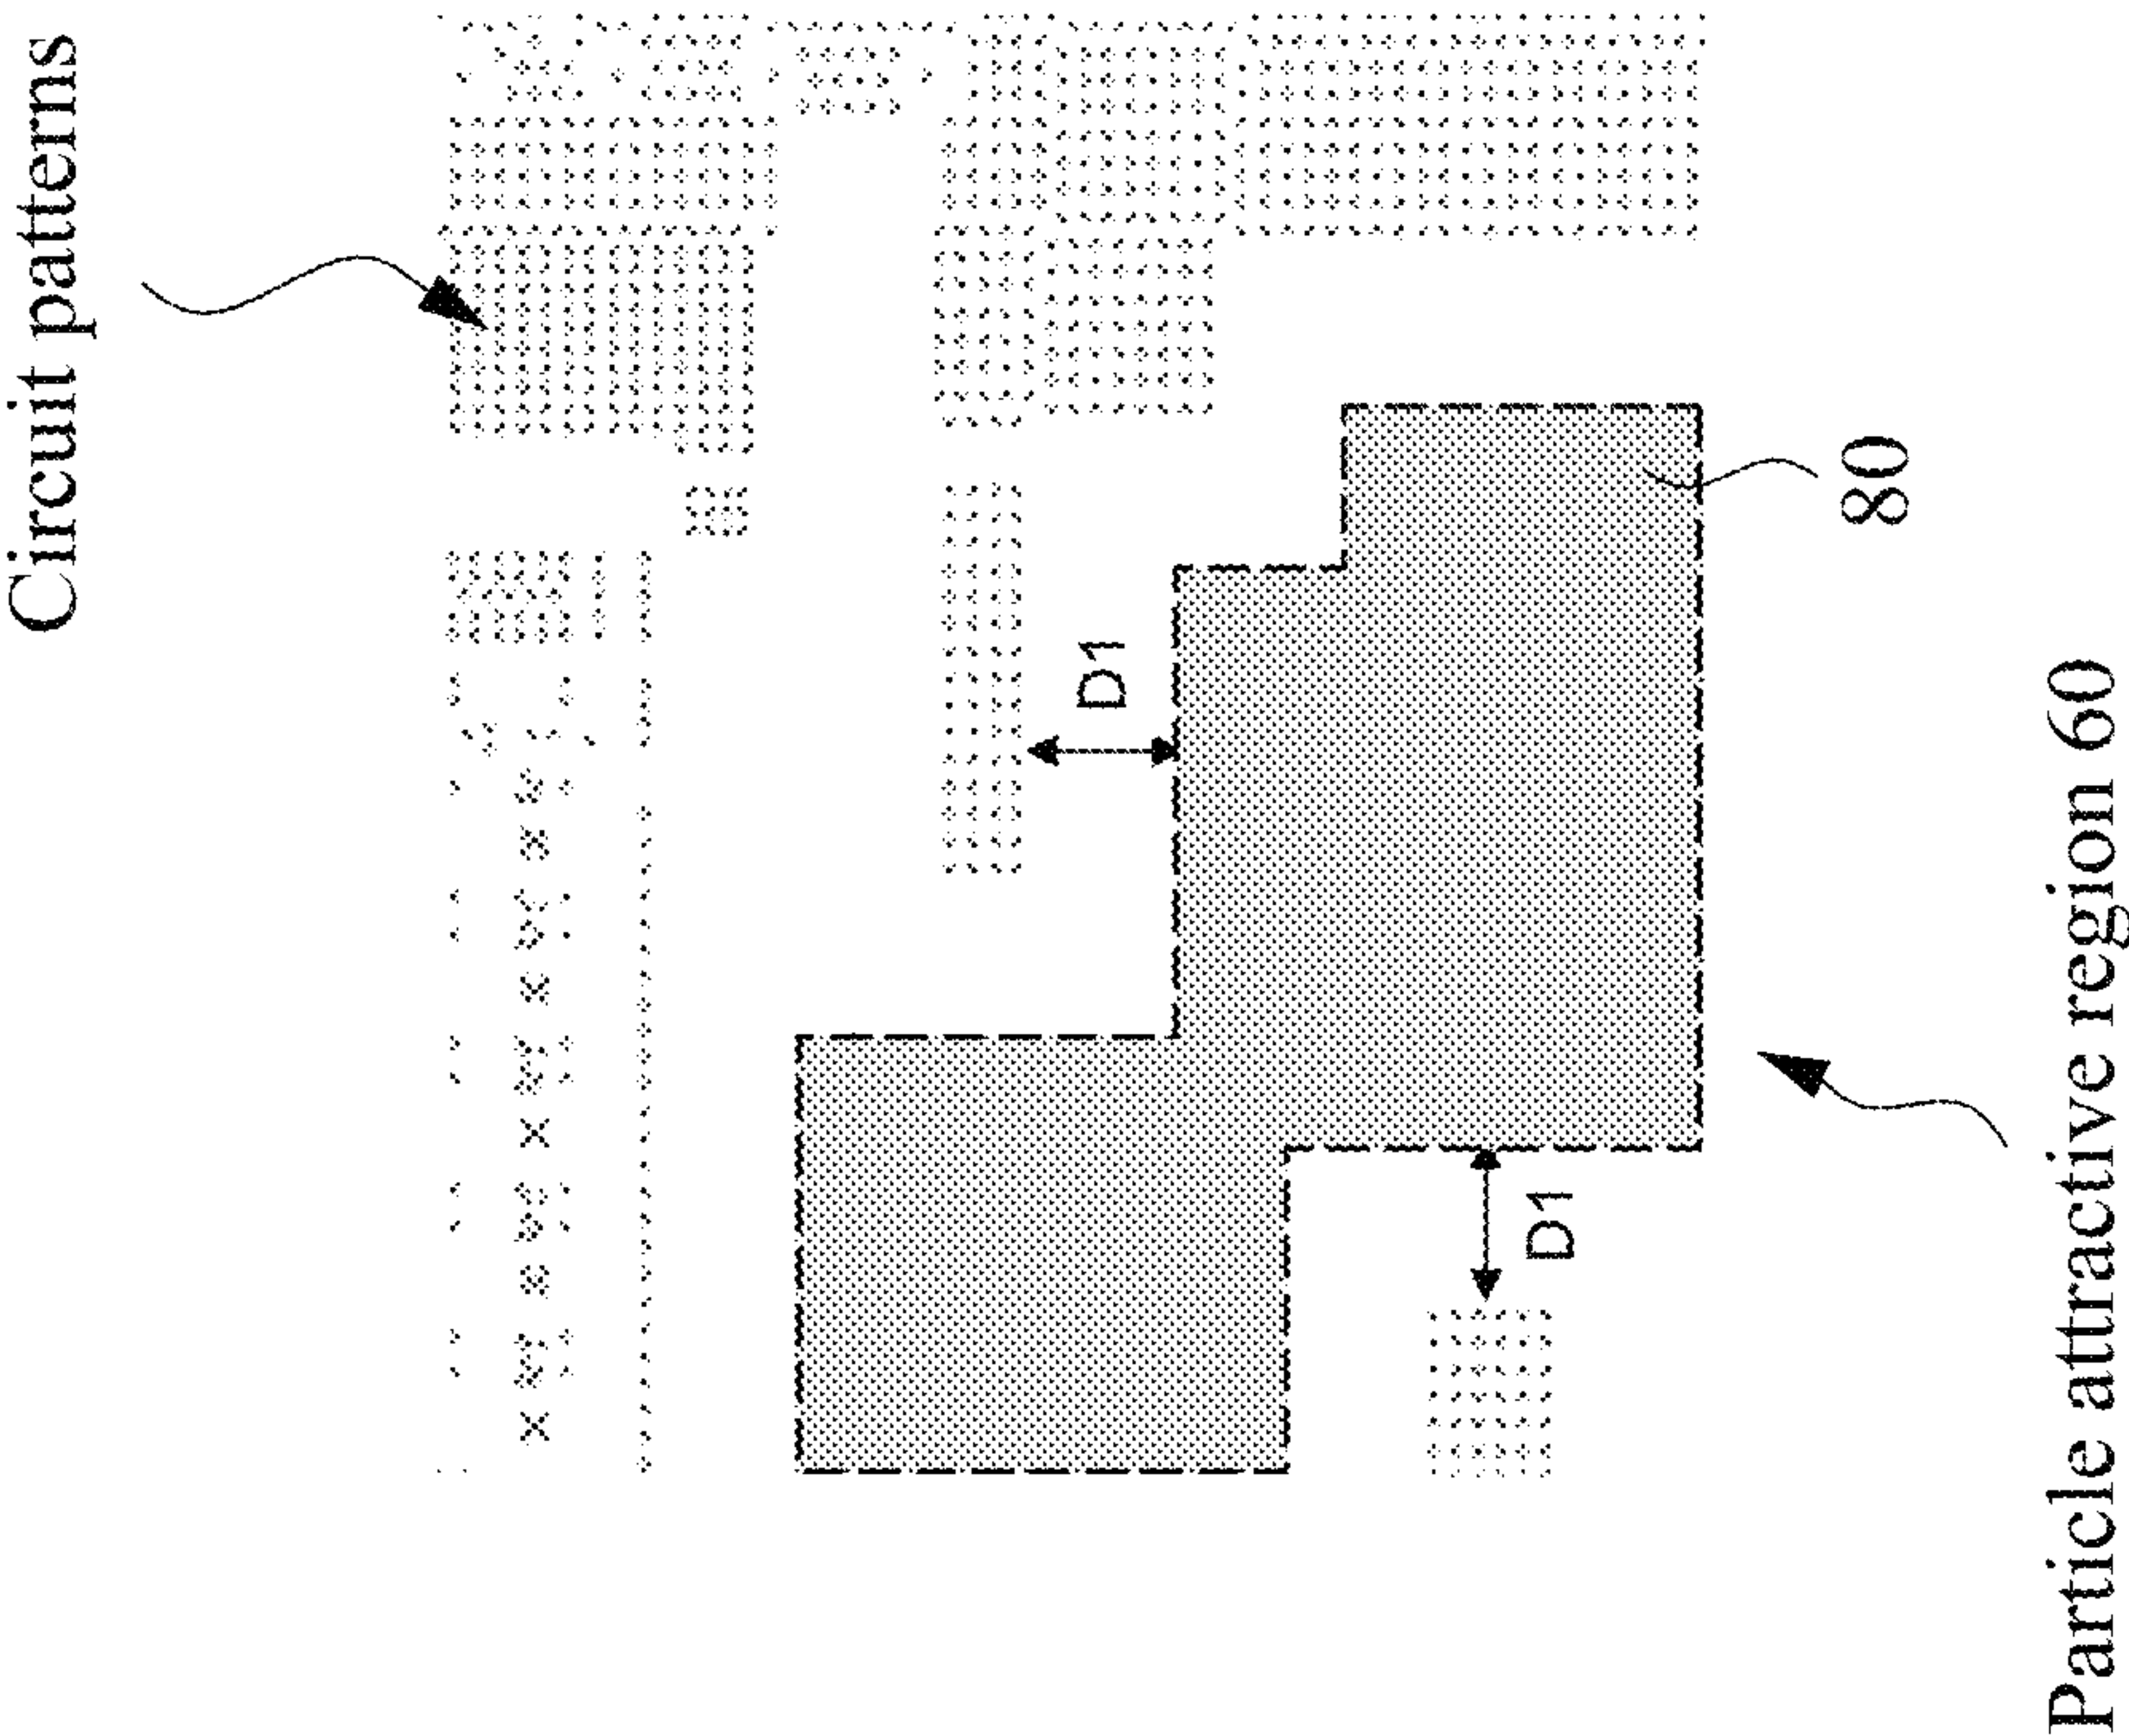 Circuit patterns
D1
D1
80
Particle attractive region 60